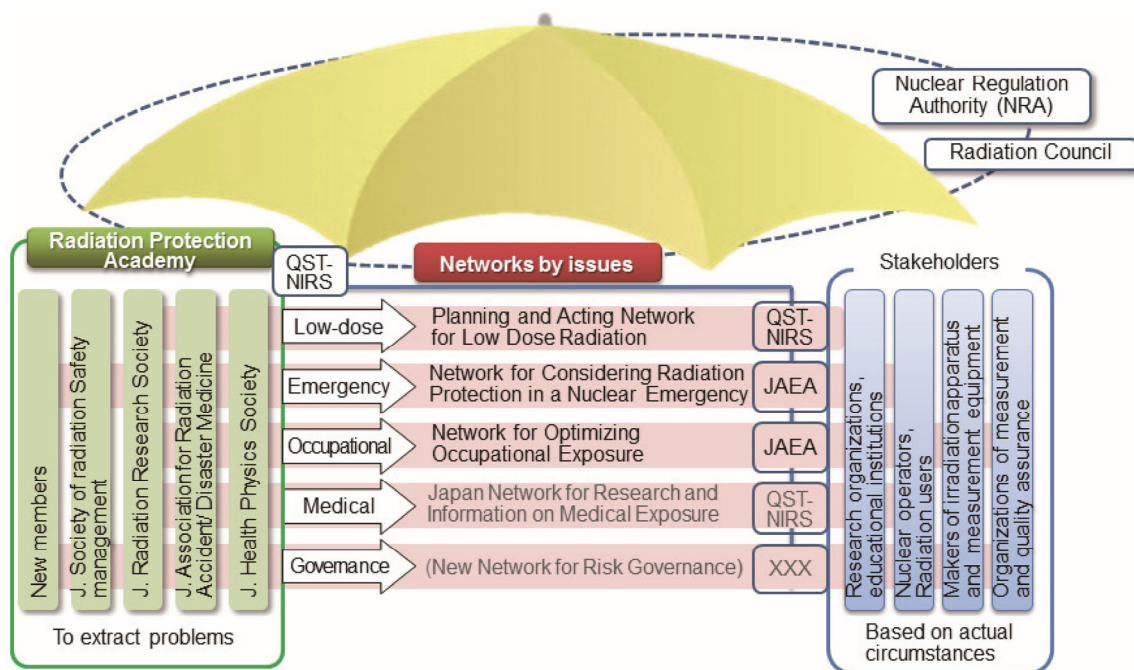 Nuclear Regulation
Authority (NRA)
Radiation Council
Radiation Protection
Academy
QST-
NIRS
Networks by issues
Stakeholders
New members
J. Society of radiation Safety
management
J. Radiation Research Society
J. Association for Radiation
Accident/ Disaster Medicine
J. Health Physics Society
To extract problems
Low-dose
Planning and Acting Network
for Low Dose Radiation
QST-
NIRS
Emergency
Network for Considering Radiation
Protection in a Nuclear Emergency
JAEA
Occupational
Network for Optimizing
Occupational Exposure
JAEA
Medical
Japan Network for Research and
Information on Medical Exposure
QST-
NIRS
Governance
(New Network for Risk Governance)
XXX
Research organizations,
educational institutions
Nuclear operators,
Radiation users
Makers of irradiation apparatus
and measurement equipment
Organizations of measurement
and quality assurance
Based on actual
circumstances